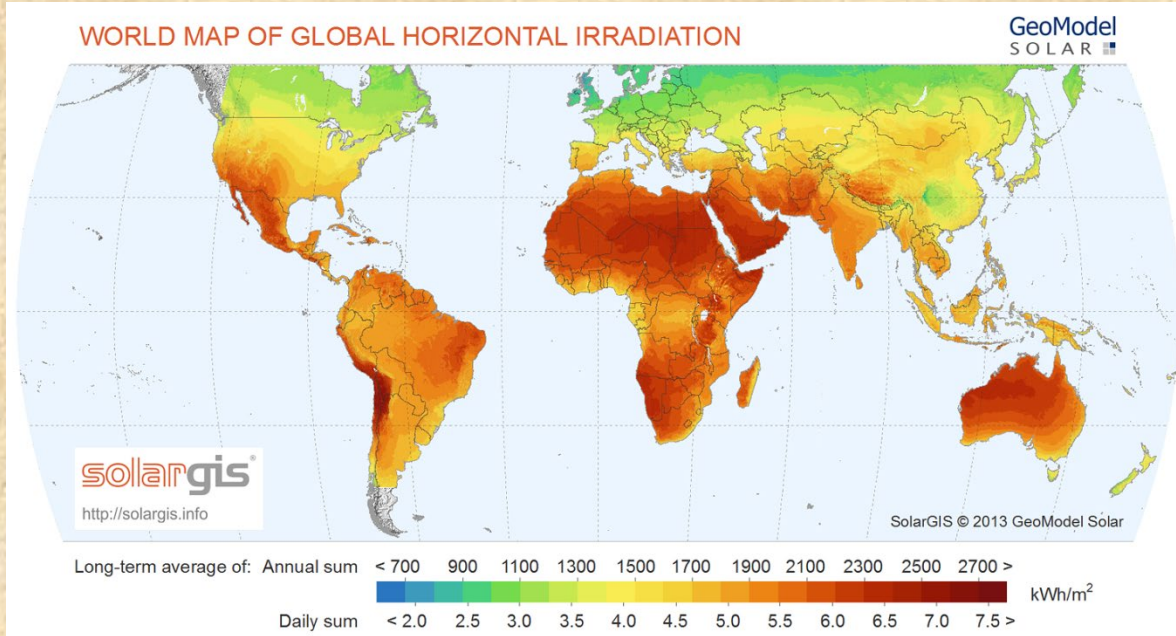 WORLD MAP OF GLOBAL HORIZONTAL IRRADIATION
GeoModel
SOLAR
solargis®
http://solargis.info
SolarGIS © 2013 GeoModel Solar
Long-term average of: Annual sum < 700 900 1100 1300 1500 1700 1900 2100 2300 2500 2700 > kWh/m²
Daily sum < 2.0 2.5 3.0 3.5 4.0 4.5 5.0 5.5 6.0 6.5 7.0 7.5 >